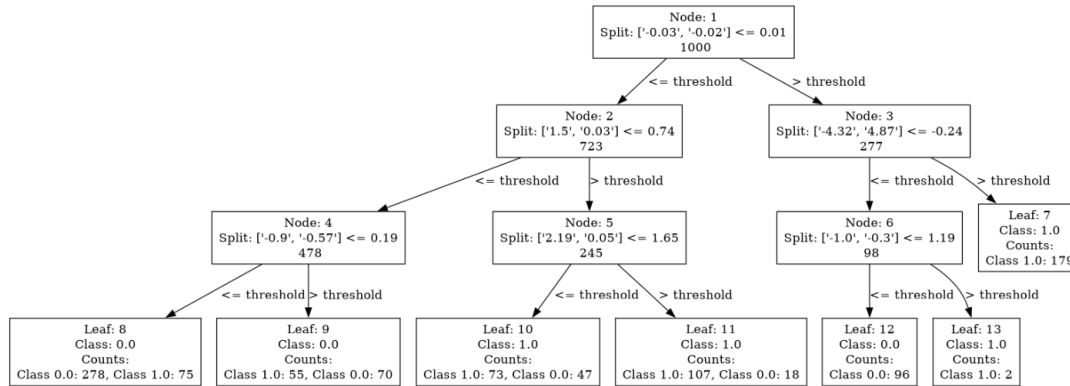 Node: 1
Split: ['-0.03', '-0.02'] <= 0.01
1000
<= threshold
> threshold
Node: 2
Split: ['1.5', '0.03'] <= 0.74
723
Node: 3
Split: ['-4.32', '4.87'] <= -0.24
277
<= threshold
> threshold
<= threshold
> threshold
Node: 4
Split: ['-0.9', '-0.57'] <= 0.19
478
Node: 5
Split: ['2.19', '0.05'] <= 1.65
245
Node: 6
Split: ['-1.0', '-0.3'] <= 1.19
98
Leaf: 7
Class: 1.0
Counts:
Class 1.0: 179
<= threshold
> threshold
<= threshold
> threshold
<= threshold
> threshold
Leaf: 8
Class: 0.0
Counts:
Class 0.0: 278, Class 1.0: 75
Leaf: 9
Class: 0.0
Counts:
Class 1.0: 55, Class 0.0: 70
Leaf: 10
Class: 1.0
Counts:
Class 1.0: 73, Class 0.0: 47
Leaf: 11
Class: 1.0
Counts:
Class 1.0: 107, Class 0.0: 18
Leaf: 12
Class: 0.0
Counts:
Class 0.0: 96
Leaf: 13
Class: 1.0
Counts:
Class 1.0: 2